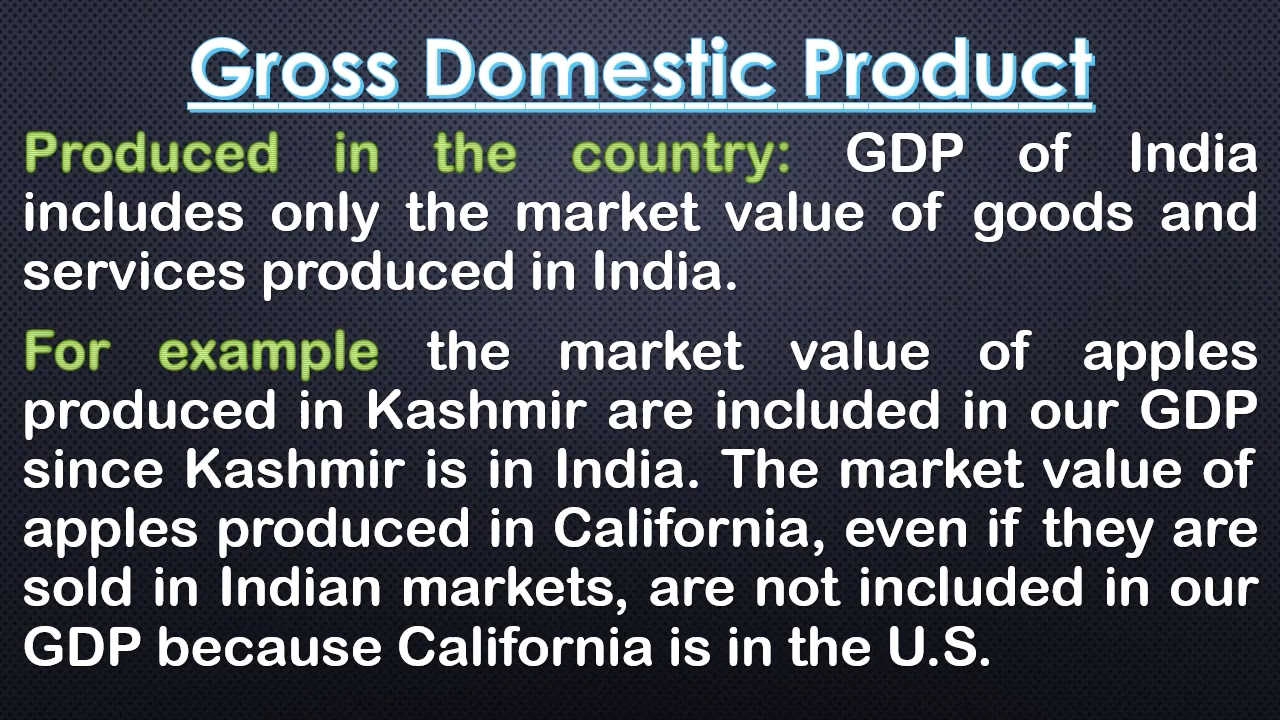 Gross Domestic Product
Produced in the country: GDP of India
includes only the market value of goods and
services produced in India.
For example the market value of apples
produced in Kashmir are included in our GDP
since Kashmir is in India. The market value of
apples produced in California, even if they are
sold in Indian markets, are not included in our
GDP because California is in the U.S.